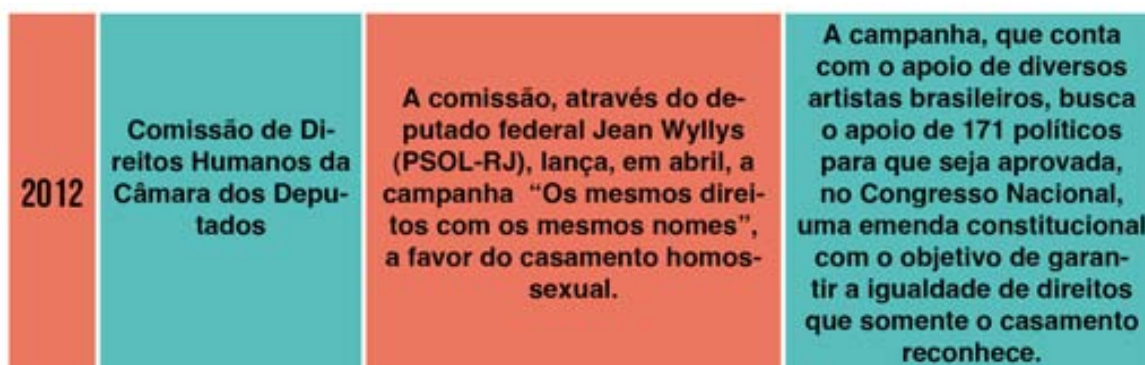 2012
Comissão de Di-
reitos Humanos da
Câmara dos Depu-
tados
A comissão, através do de-
putado federal Jean Wyllys
(PSOL-RJ), lança, em abril, a
campanha “Os mesmos direi-
tos com os mesmos nomes”,
a favor do casamento homos-
sexual.
A campanha, que conta
com o apoio de diversos
artistas brasileiros, busca
o apoio de 171 políticos
para que seja aprovada,
no Congresso Nacional,
uma emenda constitucional
com o objetivo de garan-
tir a igualdade de direitos
que somente o casamento
reconhece.